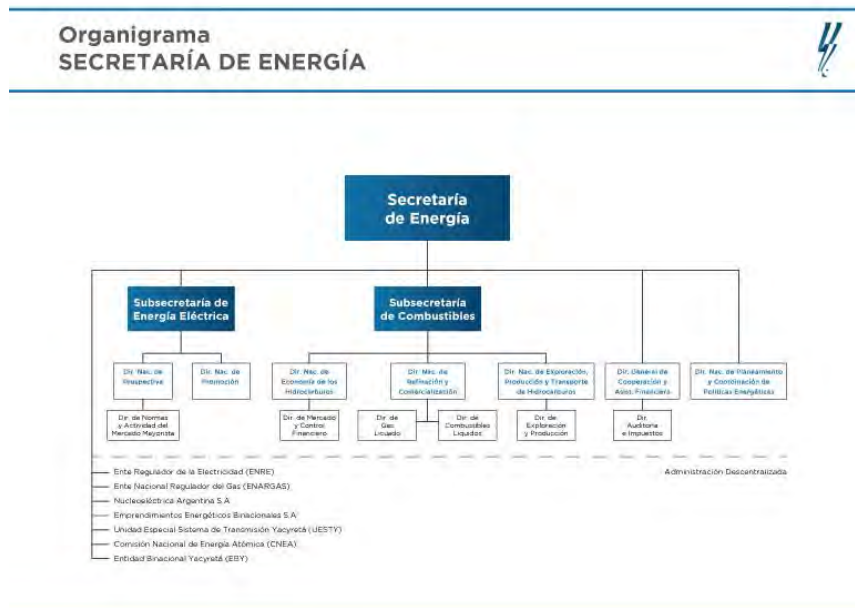 Organigrama
SECRETARÍA DE ENERGÍA
Secretaría
de Energía
Subsecretaría de
Energía Eléctrica
Subsecretaría
de Combustibles
Dir. Nac. de
Prospectiva
Dir. Nac. de
Promoción
Dir. Nac. de
Economía de los
Hidrocarburos
Dir. Nac. de
Refinación y
Comercialización
Dir. Nac. de Exploración,
Producción y Transporte
de Hidrocarburos
Dir. General de
Cooperación y
Asist. Financiera
Dir. Nac. de Planeamiento
y Coordinación de
Políticas Energéticas
Dir. de Normas
y Actividad del
Mercado Mayorista
Dir. de Mercado
y Control
Financiero
Dir. de
Gas
Licuado
Dir. de
Combustibles
Líquidos
Dir. de
Exploración
y Producción
Dir.
Auditoría
e Impuestos
Ente Regulador de la Electricidad (ENRE)
Administración Descentralizada
Ente Nacional Regulador del Gas (ENARGAS)
Nucleoeléctrica Argentina S.A
Emprendimientos Energéticos Binacionales S.A
Unidad Especial Sistema de Transmisión Yacyretá (UESTY)
Comisión Nacional de Energía Atómica (CNEA)
Entidad Binacional Yacyretá (EBY)